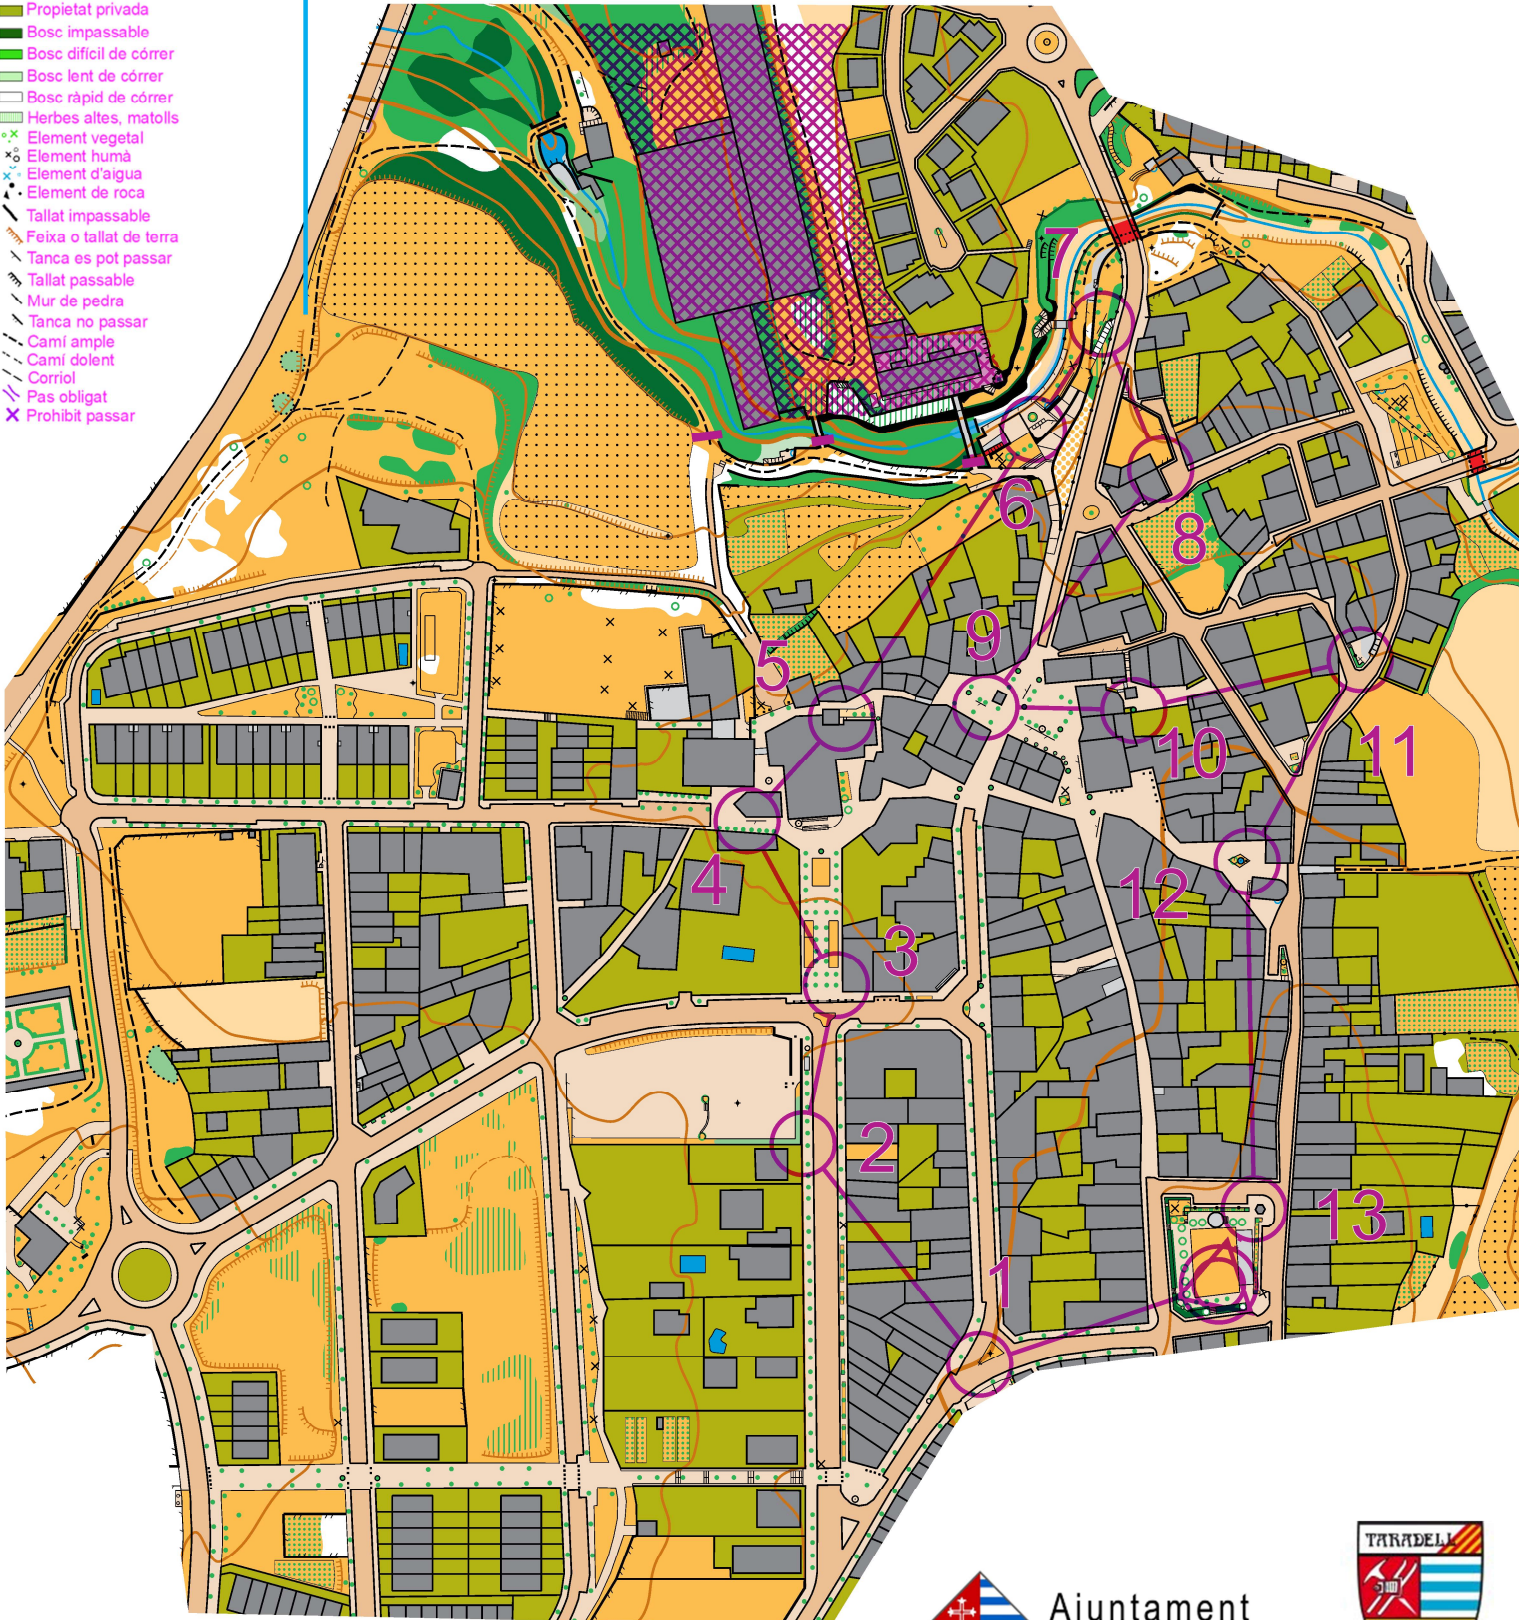 Propietat privada
Bosc impassable
Bosc difícil de córrer
Bosc lent de córrer
Bosc ràpid de córrer
Herbes altes, matolls
Element vegetal
Element humà
Element d'aigua
Element de roca
Tallat impassable
Feixa o tallat de terra
Tanca es pot passar
Tallat passable
Mur de pedra
Tanca no passar
Camí ample
Camí dolent
Corriol
Pas obligat
Prohibit passar
7
6
8
9
5
10
11
4
12
3
2
13
1
TARADELL
Ajuntament